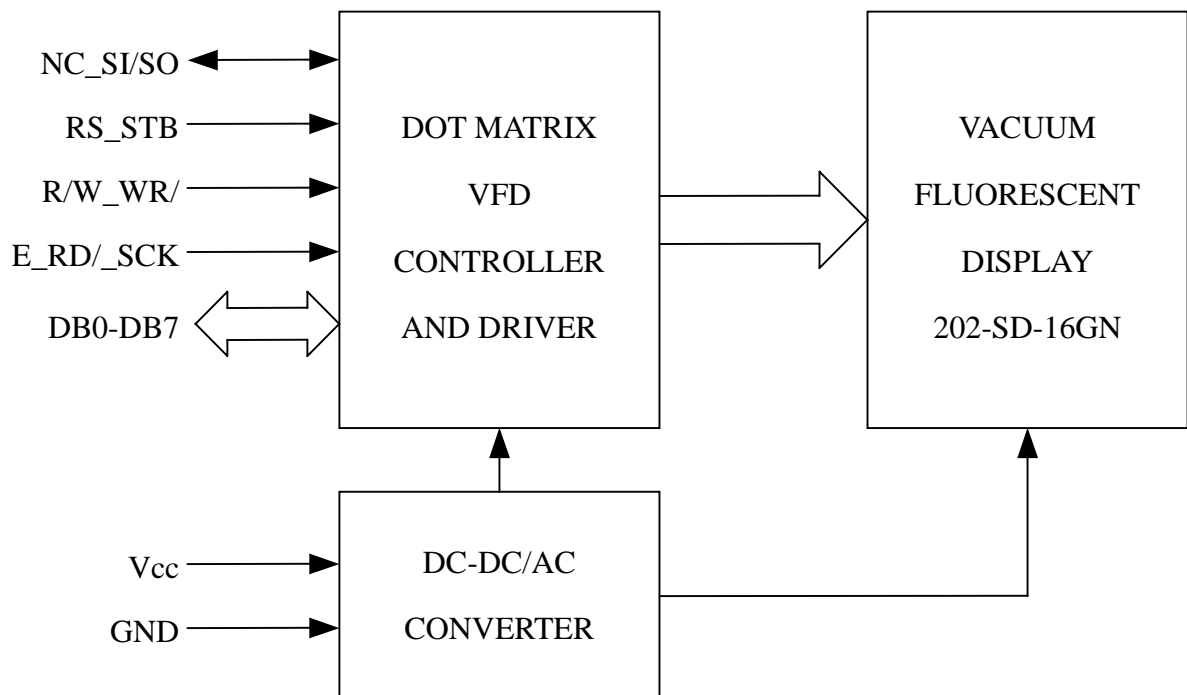 NC_SI/SO
RS_STB
R/W_WR/
E_RD/_SCK
DB0-DB7
DOT MATRIX
VFD
CONTROLLER
AND DRIVER
VACUUM
FLUORESCENT
DISPLAY
202-SD-16GN
Vcc
GND
DC-DC/AC
CONVERTER